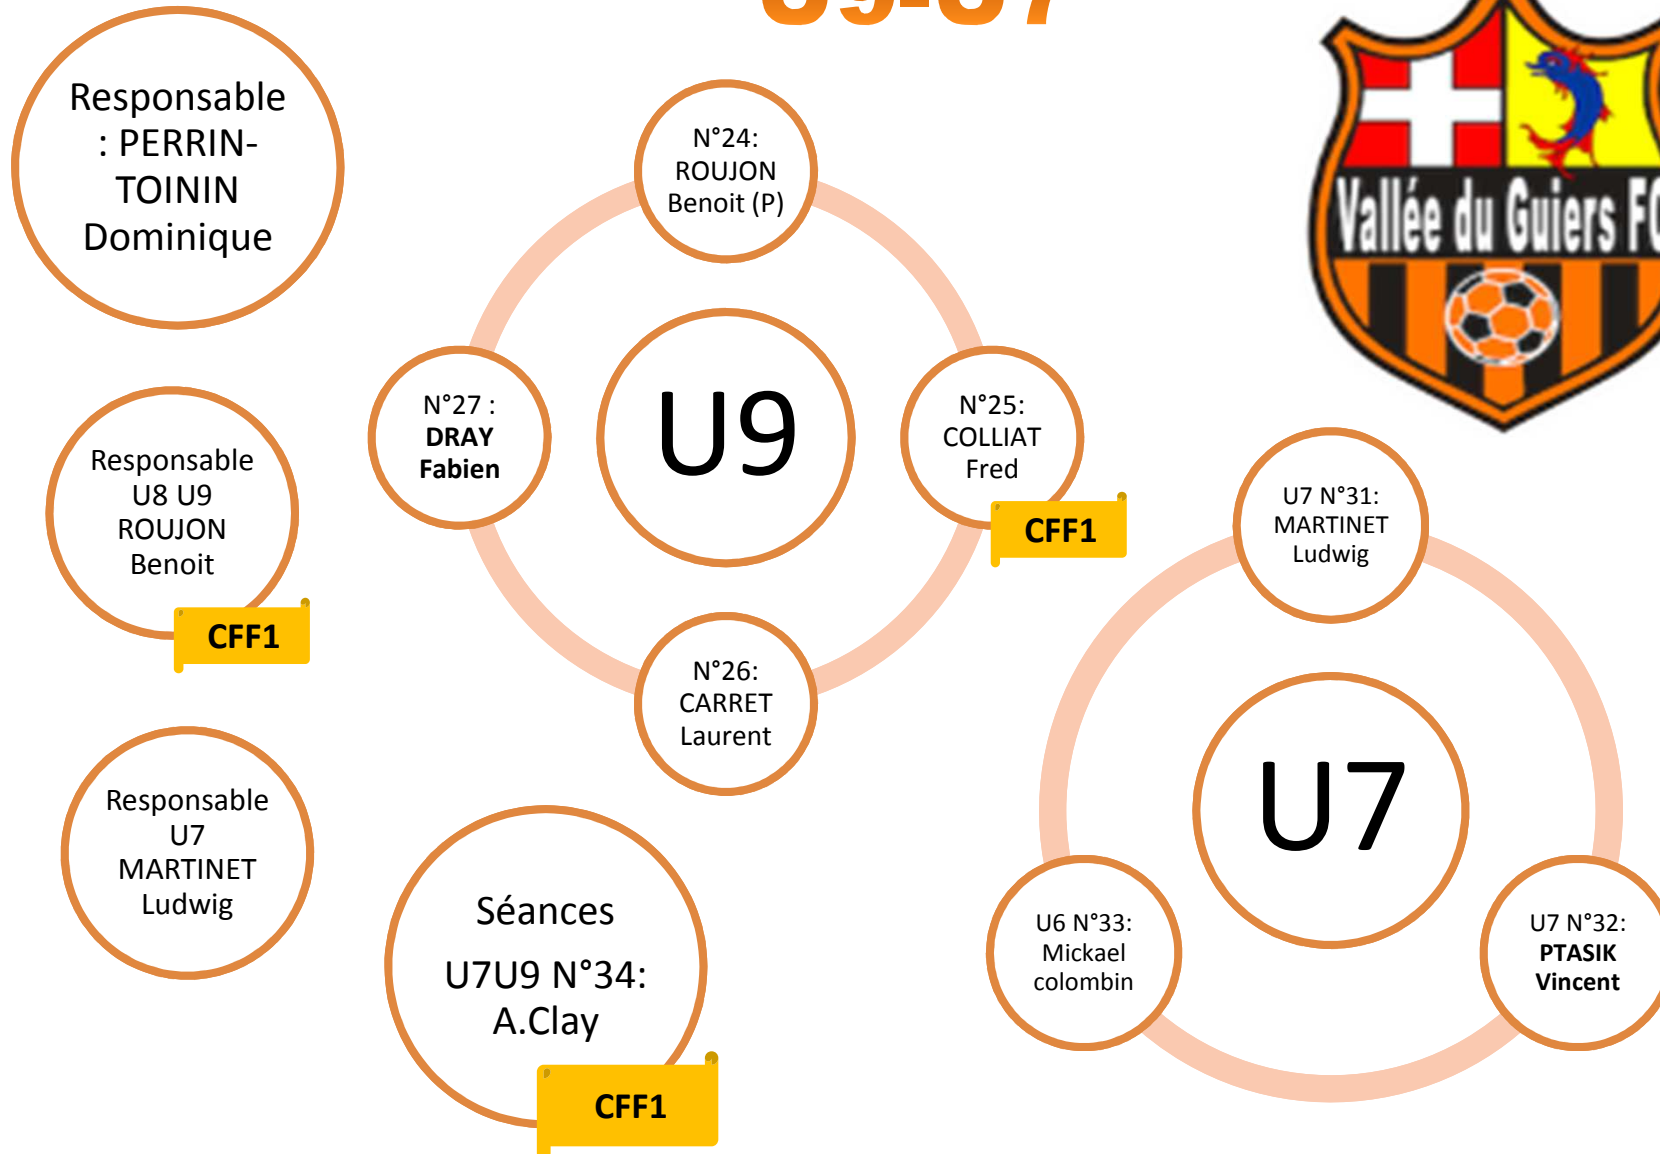 U9-U7
Responsable
: PERRIN-
TOININ
Dominique
N°24:
ROUJON
Benoit (P)
Vallée du Guiers FC
N°27 :
DRAY
Fabien
U9
N°25:
COLLIAT
Fred
CFF1
Responsable
U8 U9
ROUJON
Benoit
CFF1
N°26:
CARRET
Laurent
U7 N°31:
MARTINET
Ludwig
Responsable
U7
MARTINET
Ludwig
U7
Séances
U7U9 N°34:
A.Clay
CFF1
U6 N°33:
Mickael
colombin
U7 N°32:
PTASIK
Vincent